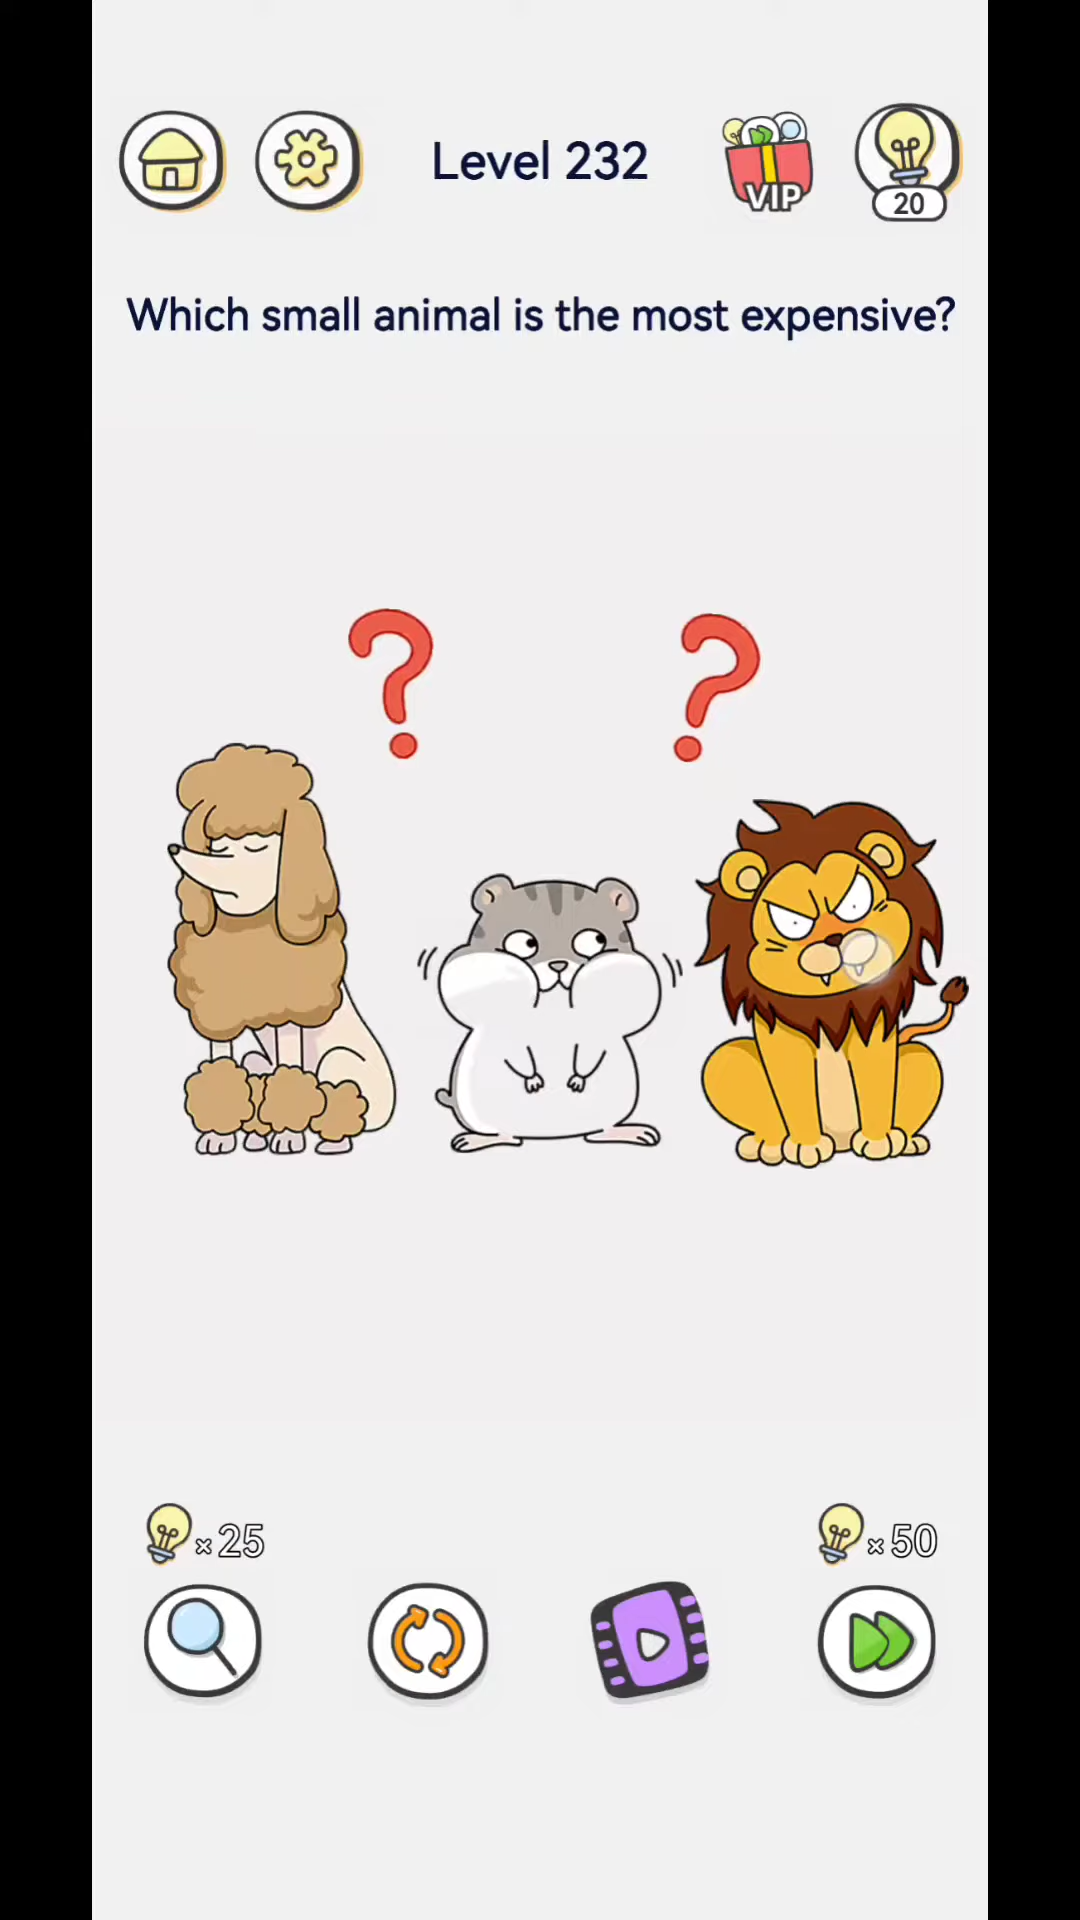 Level 232
VIP
20
Which small animal is the most expensive?
? ?
×25
×50